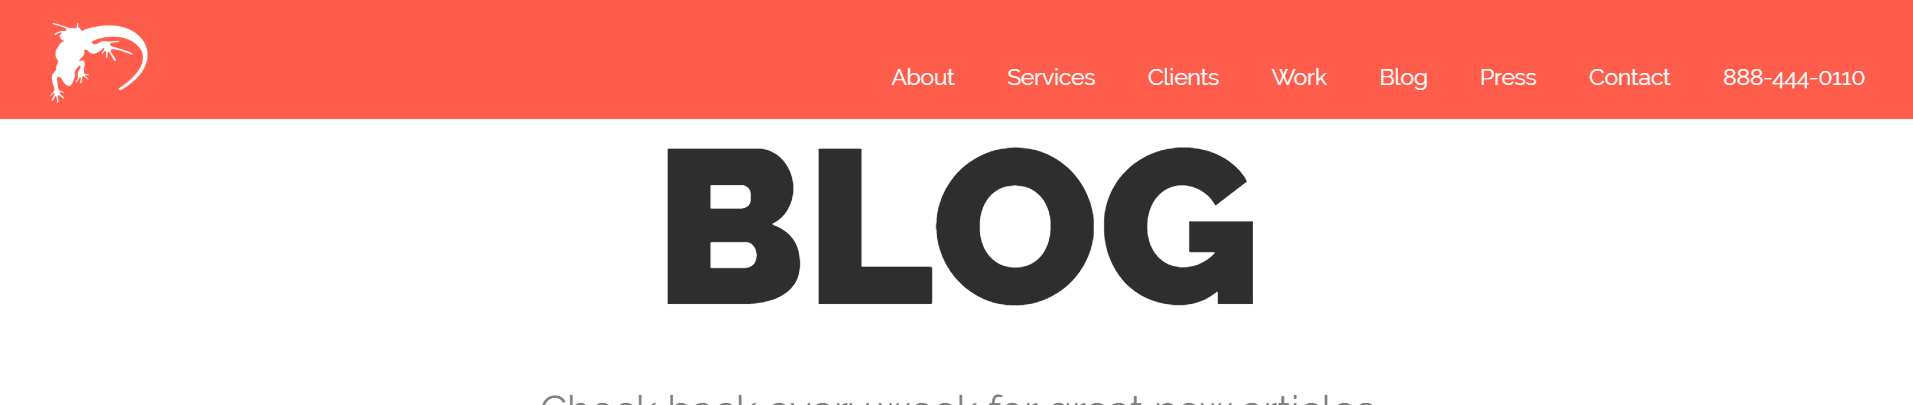 About Services Clients Work Blog Press Contact 888-444-0110
BLOG
Check back every week for great new articles